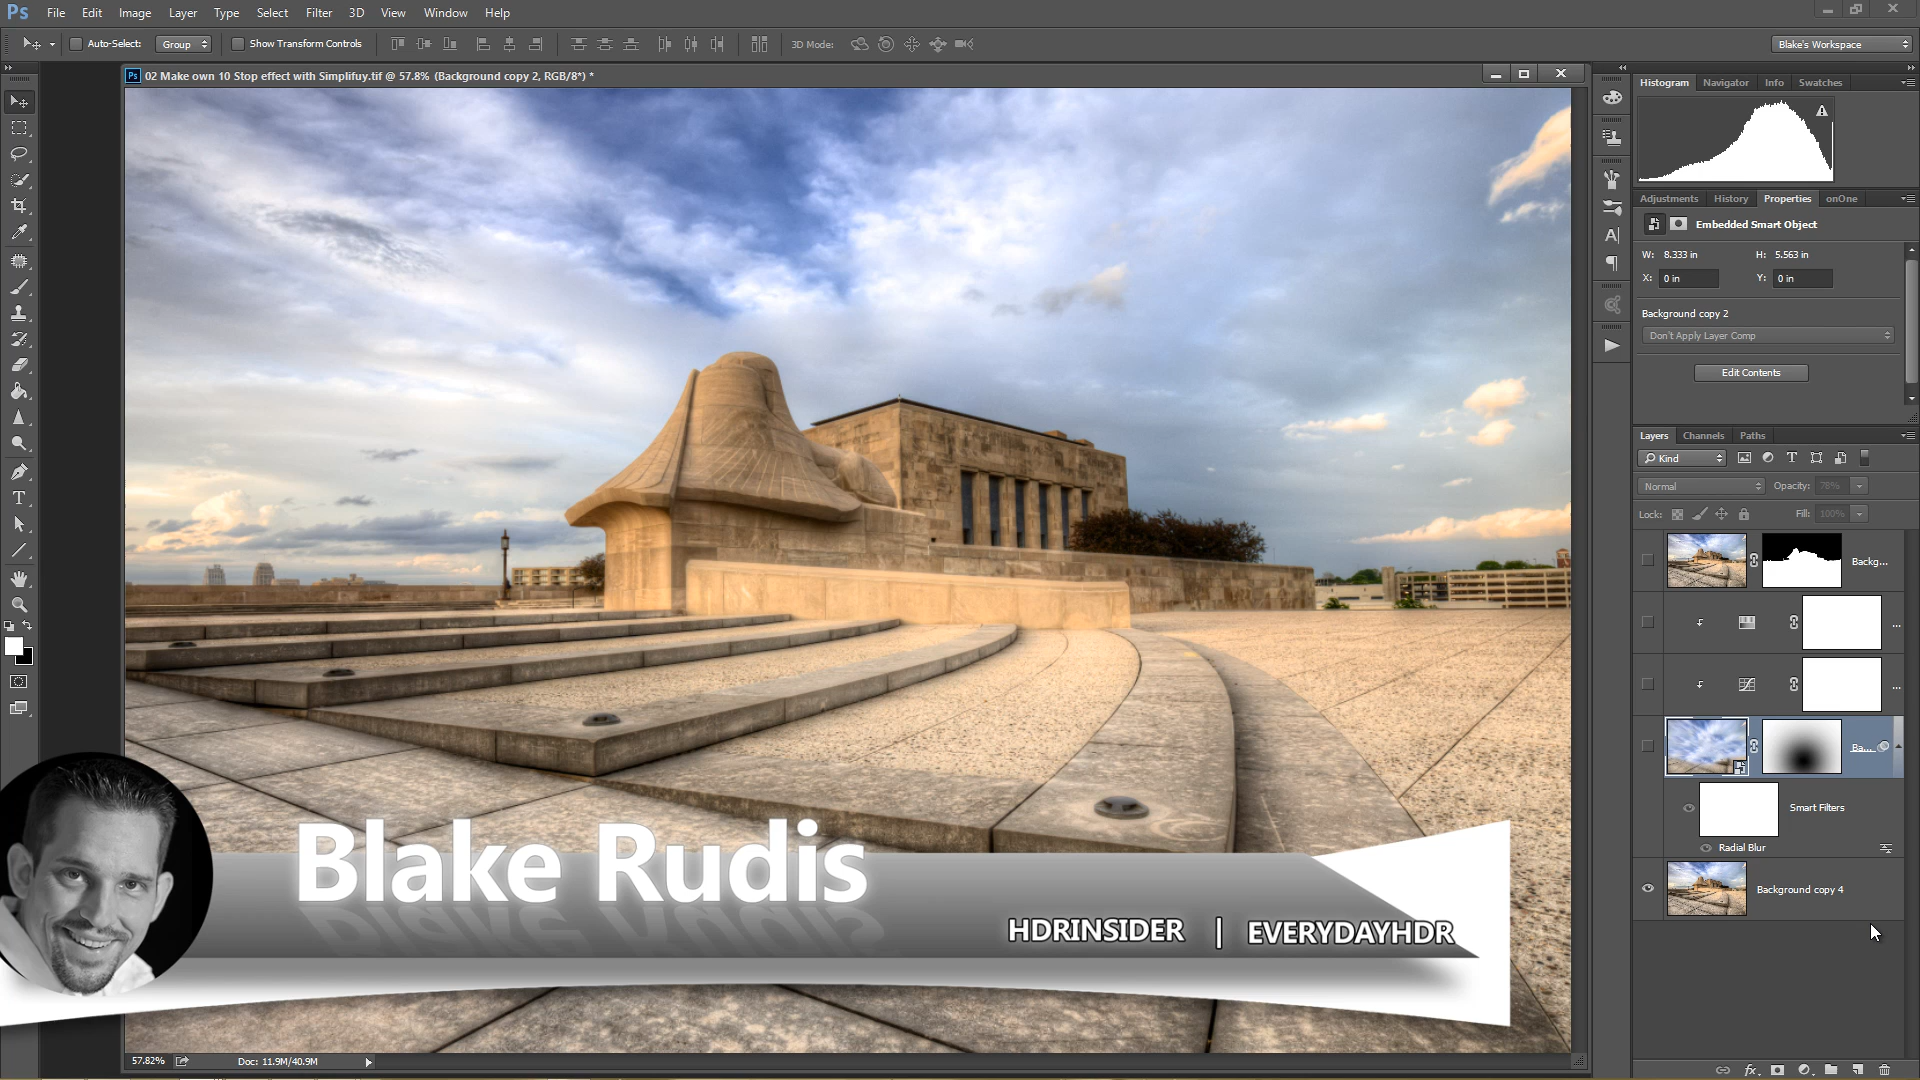 Ps File Edit Image Layer Type Select Filter 3D View Window Help
Auto-Select: Group Show Transform Controls 3D Mode: Blake's Workspace
Ps 02 Make own 10 Stop effect with Simplifuy.tif @ 57.8% (Background copy 2, RGB/8*) *
Histogram Navigator Info Swatches
Adjustments History Properties onOne
Embedded Smart Object
W: 8.333 in H: 5.563 in
X: 0 in Y: 0 in
Background copy 2
Don't Apply Layer Comp
Edit Contents
Layers Channels Paths
Kind
Normal Opacity: 78%
Lock: Fill: 100%
Backg...
...
...
Ba...
Smart Filters
Radial Blur
Background copy 4
Blake Rudis
HDRINSIDER | EVERYDAYHDR
57.82% Doc: 11.9M/40.9M